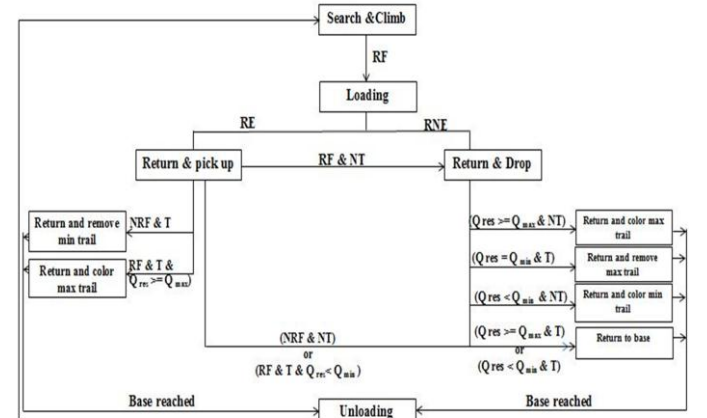 Search & Climb
RF
Loading
RE
RNE
Return & pick up
RF & NT
Return & Drop
Return and remove
min trail
NRF & T
Return and color
max trail
RF & T &
Q res >= Q max)
(Q res >= Q max & NT)
Return and color max
trail
(Q res = Q min & T)
Return and remove
max trail
(Q res < Q min & NT)
Return and color min
trail
(Q res >= Q max & T)
or
(Q res < Q min & T)
Return to base
(NRF & NT)
or
(RF & T & Q res < Q min )
Base reached
Unloading
Base reached